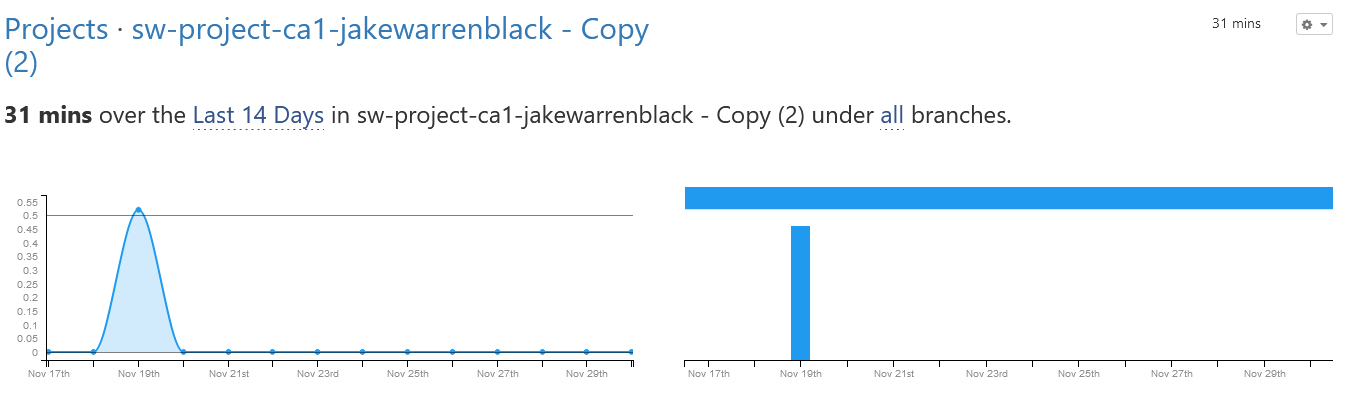 Projects · sw-project-ca1-jakewarrenblack - Copy
(2)
31 mins
31 mins over the Last 14 Days in sw-project-ca1-jakewarrenblack - Copy (2) under all branches.
0.55
0.5
0.45
0.4
0.35
0.3
0.25
0.2
0.15
0.1
0.05
0
Nov 17th Nov 19th Nov 21st Nov 23rd Nov 25th Nov 27th Nov 29th
Nov 17th Nov 19th Nov 21st Nov 23rd Nov 25th Nov 27th Nov 29th